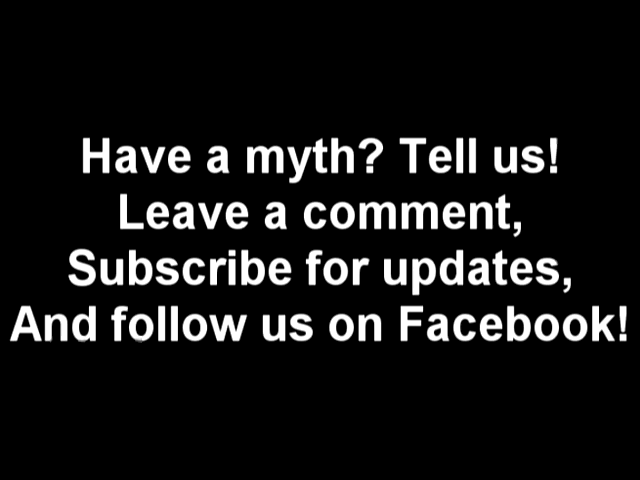 Have a myth? Tell us!
Leave a comment,
Subscribe for updates,
And follow us on Facebook!